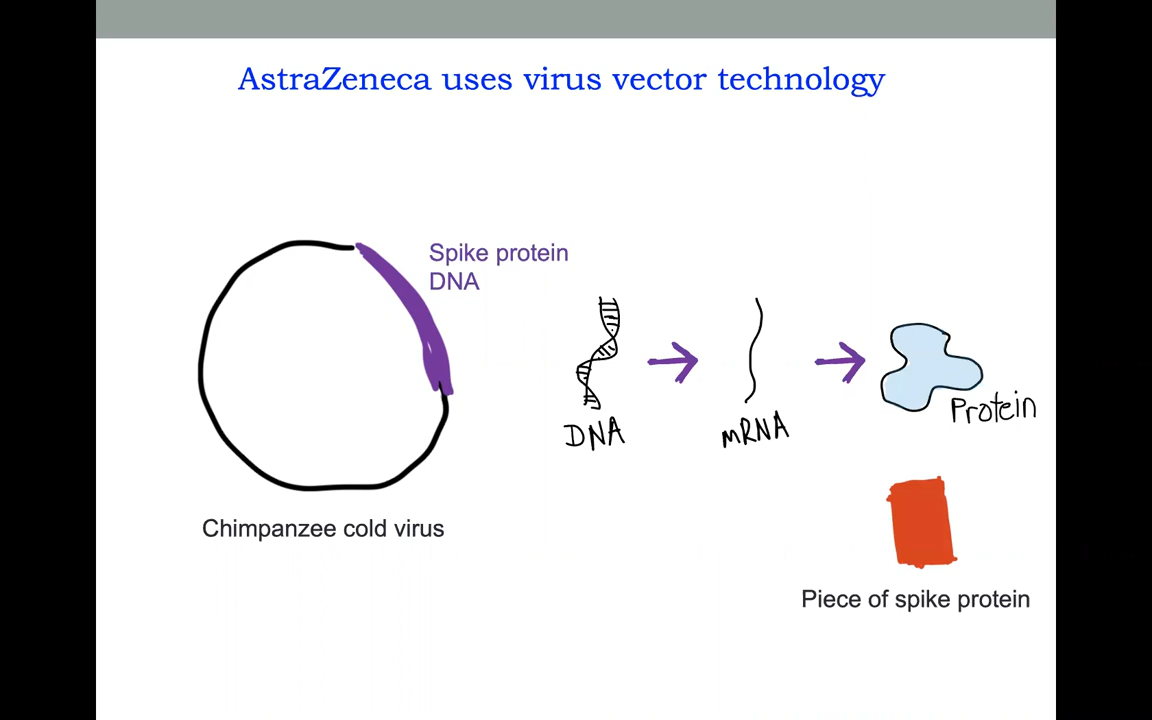 AstraZeneca uses virus vector technology
Spike protein
DNA
DNA
mRNA
Protein
Chimpanzee cold virus
Piece of spike protein